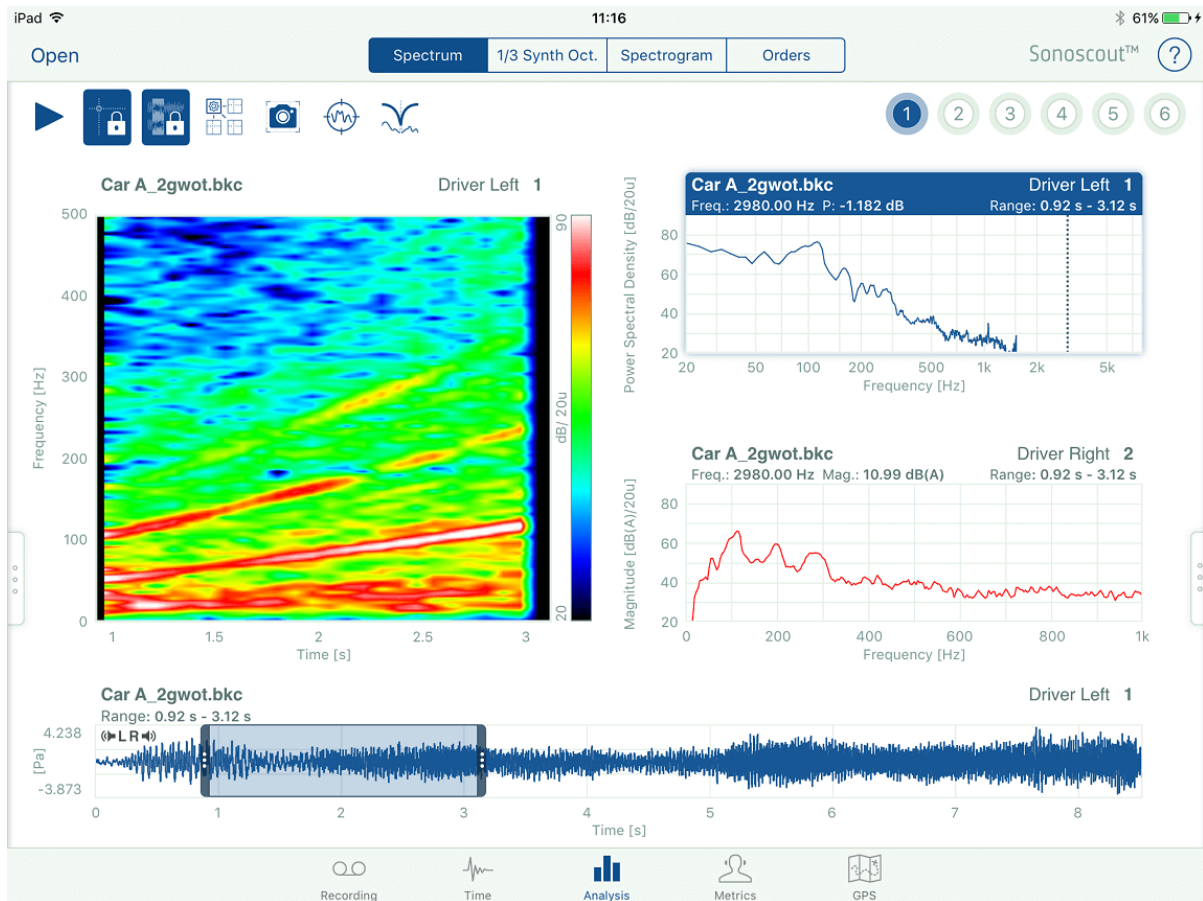 iPad 11:16 61%
Open Spectrum 1/3 Synth Oct. Spectrogram Orders Sonoscout™ ?
1 2 3 4 5 6
Car A_2gwot.bkc Driver Left 1
500
400
300
200
100
0
Frequency [Hz]
1 1.5 2 2.5 3
Time [s]
90
dB/ 20u
20
Car A_2gwot.bkc Driver Left 1
Freq.: 2980.00 Hz P: -1.182 dB Range: 0.92 s - 3.12 s
Power Spectral Density [dB/20u]
80
60
40
20
20 50 100 200 500 1k 2k 5k
Frequency [Hz]
Car A_2gwot.bkc Driver Right 2
Freq.: 2980.00 Hz Mag.: 10.99 dB(A) Range: 0.92 s - 3.12 s
Magnitude [dB(A)/20u]
80
60
40
20
0 200 400 600 800 1k
Frequency [Hz]
Car A_2gwot.bkc Driver Left 1
Range: 0.92 s - 3.12 s
L R
4.238
[Pa]
-3.873
0 1 2 3 4 5 6 7 8
Time [s]
Recording Time Analysis Metrics GPS